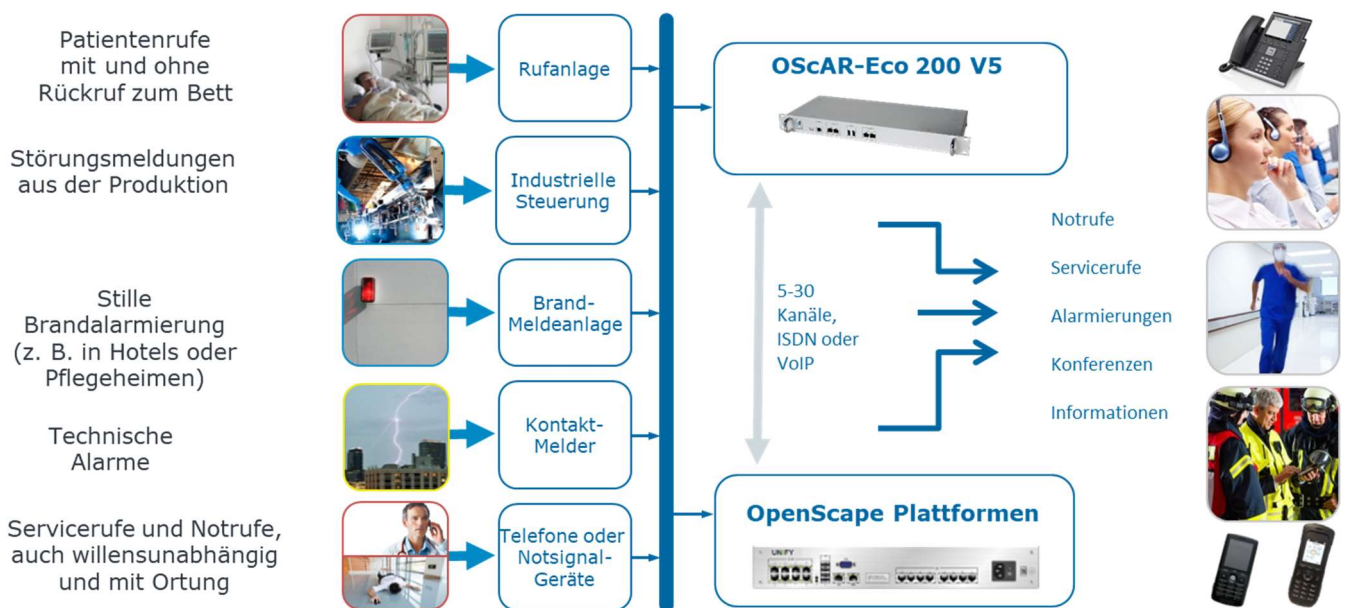 Patientenrufe
mit und ohne
Rückruf zum Bett
Störungsmeldungen
aus der Produktion
Stille
Brandalarmierung
(z. B. in Hotels oder
Pflegeheimen)
Technische
Alarme
Servicerufe und Notrufe,
auch willensunabhängig
und mit Ortung
Rufanlage
Industrielle
Steuerung
Brand-
Meldeanlage
Kontakt-
Melder
Telefone oder
Notsignal-
Geräte
OScAR-Eco 200 V5
5-30
Kanäle,
ISDN oder
VoIP
Notrufe
Servicerufe
Alarmierungen
Konferenzen
Informationen
OpenScape Plattformen
UNIFY